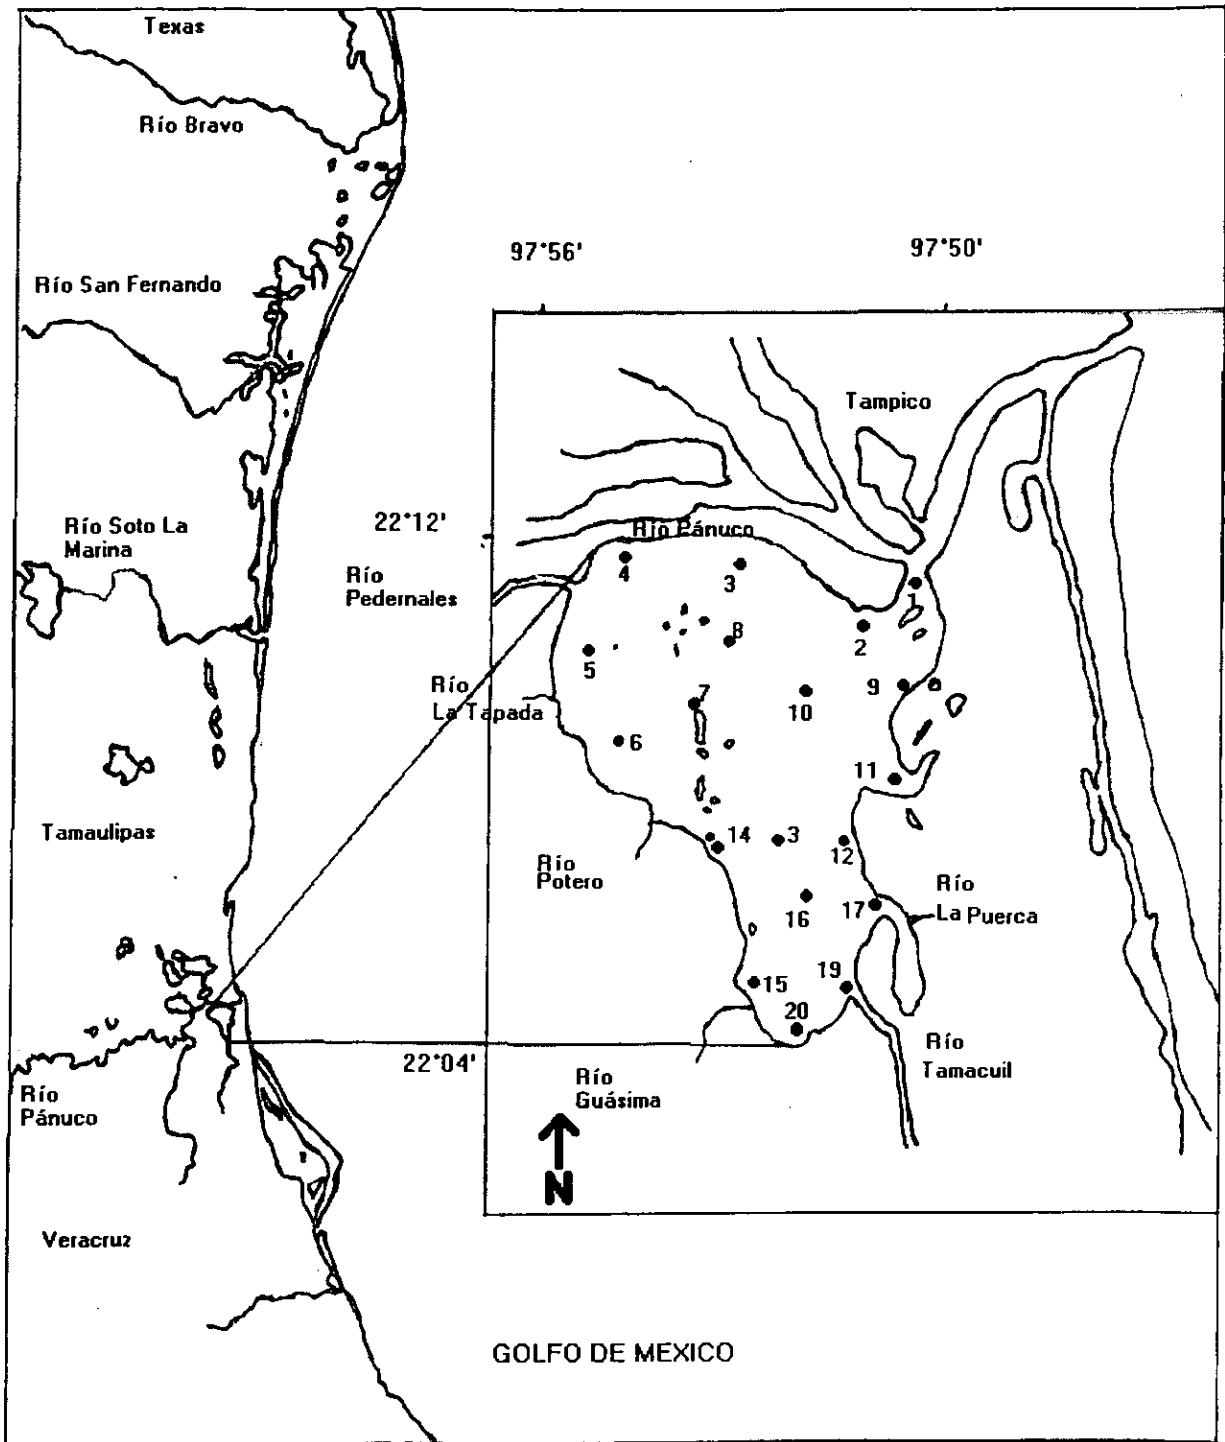 Texas
Río Bravo
97°56'
97°50'
Río San Fernando
Tampico
22°12'
Río Soto La
Marina
Río Pánuco
4
3
Río
Pedernales
1
2
8
5
Río
La Tapada
7
10
9
6
11
Tamaulipas
14
3
12
Río
Potero
16
17
Río
La Puerca
15
19
20
22°04'
Río
Tamacuil
Río
Pánuco
Río
Guásima
N
Veracruz
GOLFO DE MEXICO